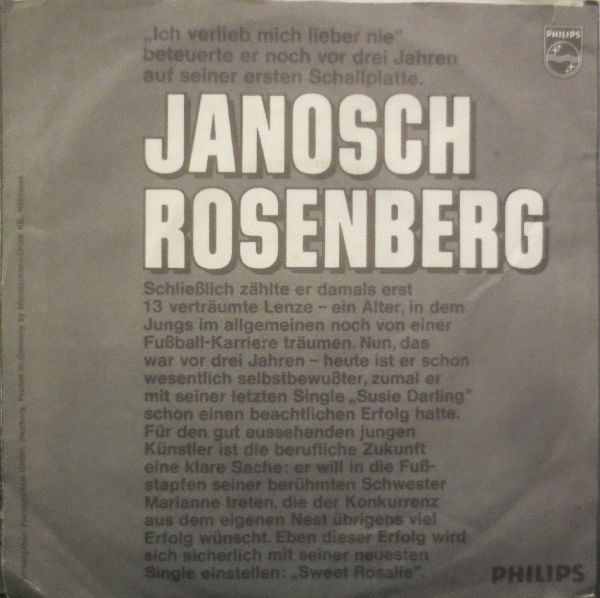 „Ich verlieb mich lieber nie"
beteuerte er noch vor drei Jahren
auf seiner ersten Schallplatte.
PHILIPS
JANOSCH
ROSENBERG
Schließlich zählte er damals erst
13 verträumte Lenze – ein Alter, in dem
Jungs im allgemeinen noch von einer
Fußball-Karriere träumen. Nun, das
war vor drei Jahren – heute ist er schon
wesentlich selbstbewußter, zumal er
mit seiner letzten Single „Susie Darling"
schon einen beachtlichen Erfolg hatte.
Für den gut aussehenden jungen
Künstler ist die berufliche Zukunft
eine klare Sache: er will in die Fuß-
stapfen seiner berühmten Schwester
Marianne treten, die der Konkurrenz
aus dem eigenen Nest übrigens viel
Erfolg wünscht. Eben dieser Erfolg wird
sich sicherlich mit seiner neuesten
Single einstellen: „Sweet Rosalie".
PHILIPS
Hamburg. Printed in Germany by